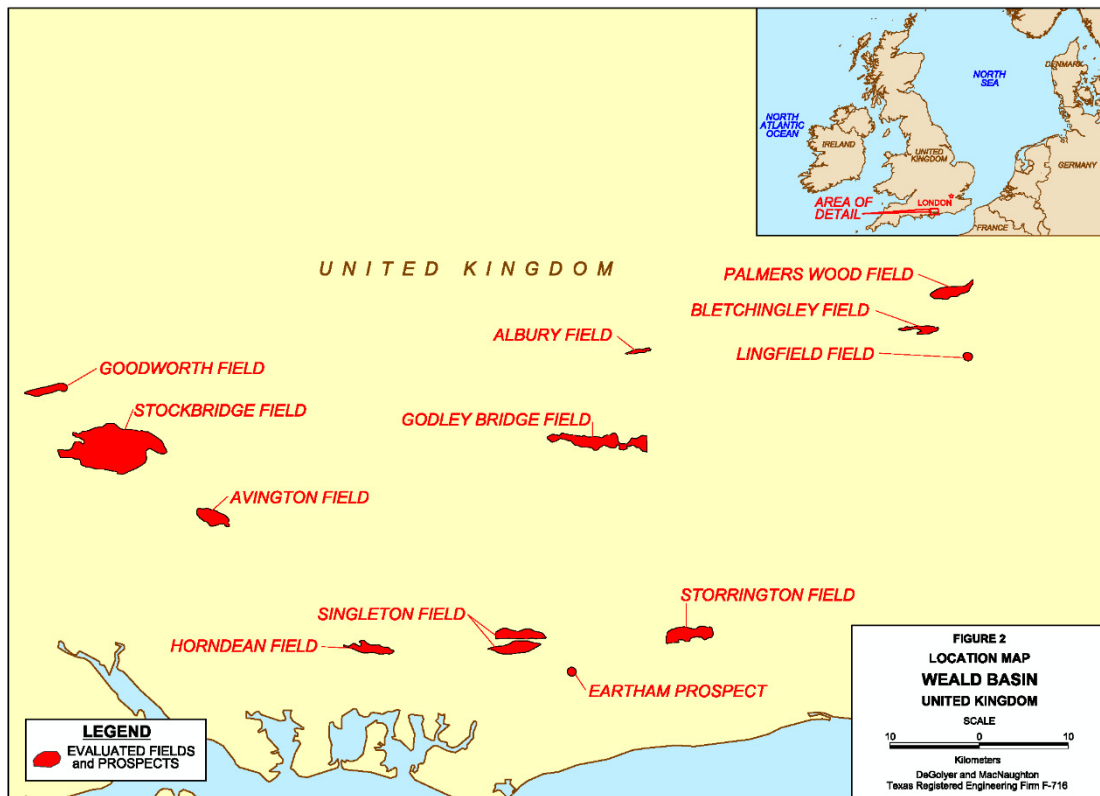 NORTH
SEA
DENMARK
NORTH
ATLANTIC
OCEAN
IRELAND
UNITED
KINGDOM
GERMANY
AREA OF
DETAIL
LONDON
FRANCE
UNITED KINGDOM
PALMERS WOOD FIELD
BLETCHINGLEY FIELD
ALBURY FIELD
LINGFIELD FIELD
GOODWORTH FIELD
STOCKBRIDGE FIELD
GODLEY BRIDGE FIELD
AVINGTON FIELD
STORRINGTON FIELD
SINGLETON FIELD
HORNDEAN FIELD
EARTHAM PROSPECT
LEGEND
EVALUATED FIELDS
and PROSPECTS
FIGURE 2
LOCATION MAP
WEALD BASIN
UNITED KINGDOM
SCALE
10 0 10
Kilometers
DeGolyer and MacNaughton
Texas Registered Engineering Firm F-716